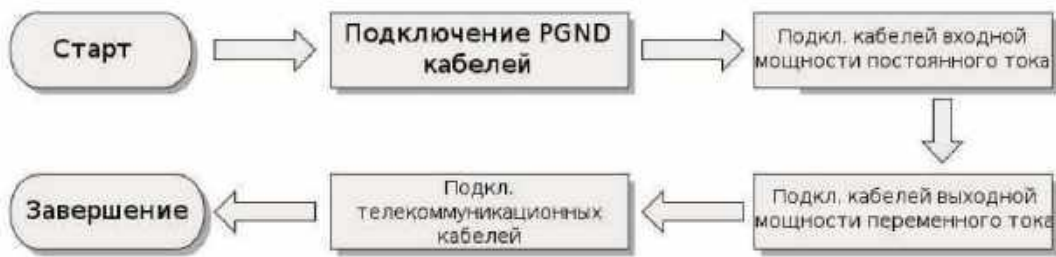 Старт
Подключение PGND
кабелей
Подкл. кабелей входной
мощности постоянного тока
Подкл. кабелей выходной
мощности переменного тока
Подкл.
телекоммуникационных
кабелей
Завершение